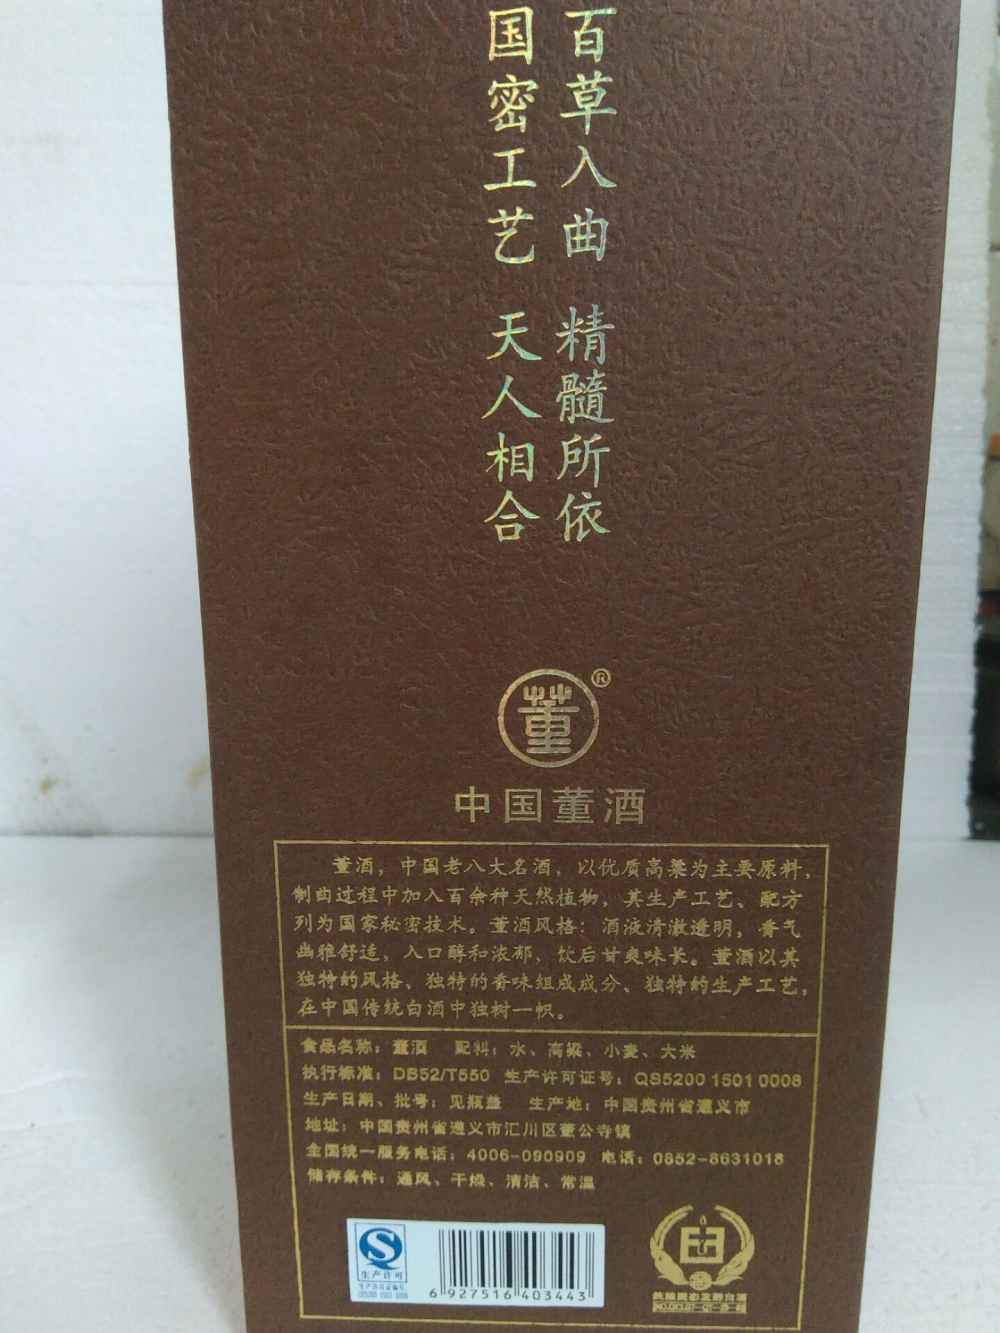 百草入曲 精髓所依
国密工艺 天人相合
董®
中国董酒
董酒，中国老八大名酒，以优质高粱为主要原料，
制曲过程中加入百余种天然植物，其生产工艺、配方
列为国家秘密技术。董酒风格：酒液清澈透明，香气
幽雅舒适，入口醇和浓郁、饮后甘爽味长。董酒以其
独特的风格、独特的香味组成成分、独特的生产工艺，
在中国传统白酒中独树一帜。
食品名称：董酒 配料：水、高粱、小麦、大米
执行标准：DB52/T550 生产许可证号：QS5200 1501 0008
生产日期、批号：见瓶盖 生产地：中国贵州省遵义市
地址：中国贵州省遵义市汇川区董公寺镇
全国统一服务电话：4006-090909 电话：0852-8631018
储存条件：通风、干燥、清洁、常温
生产许可
6 927516 403443
纯粮固态发酵白酒